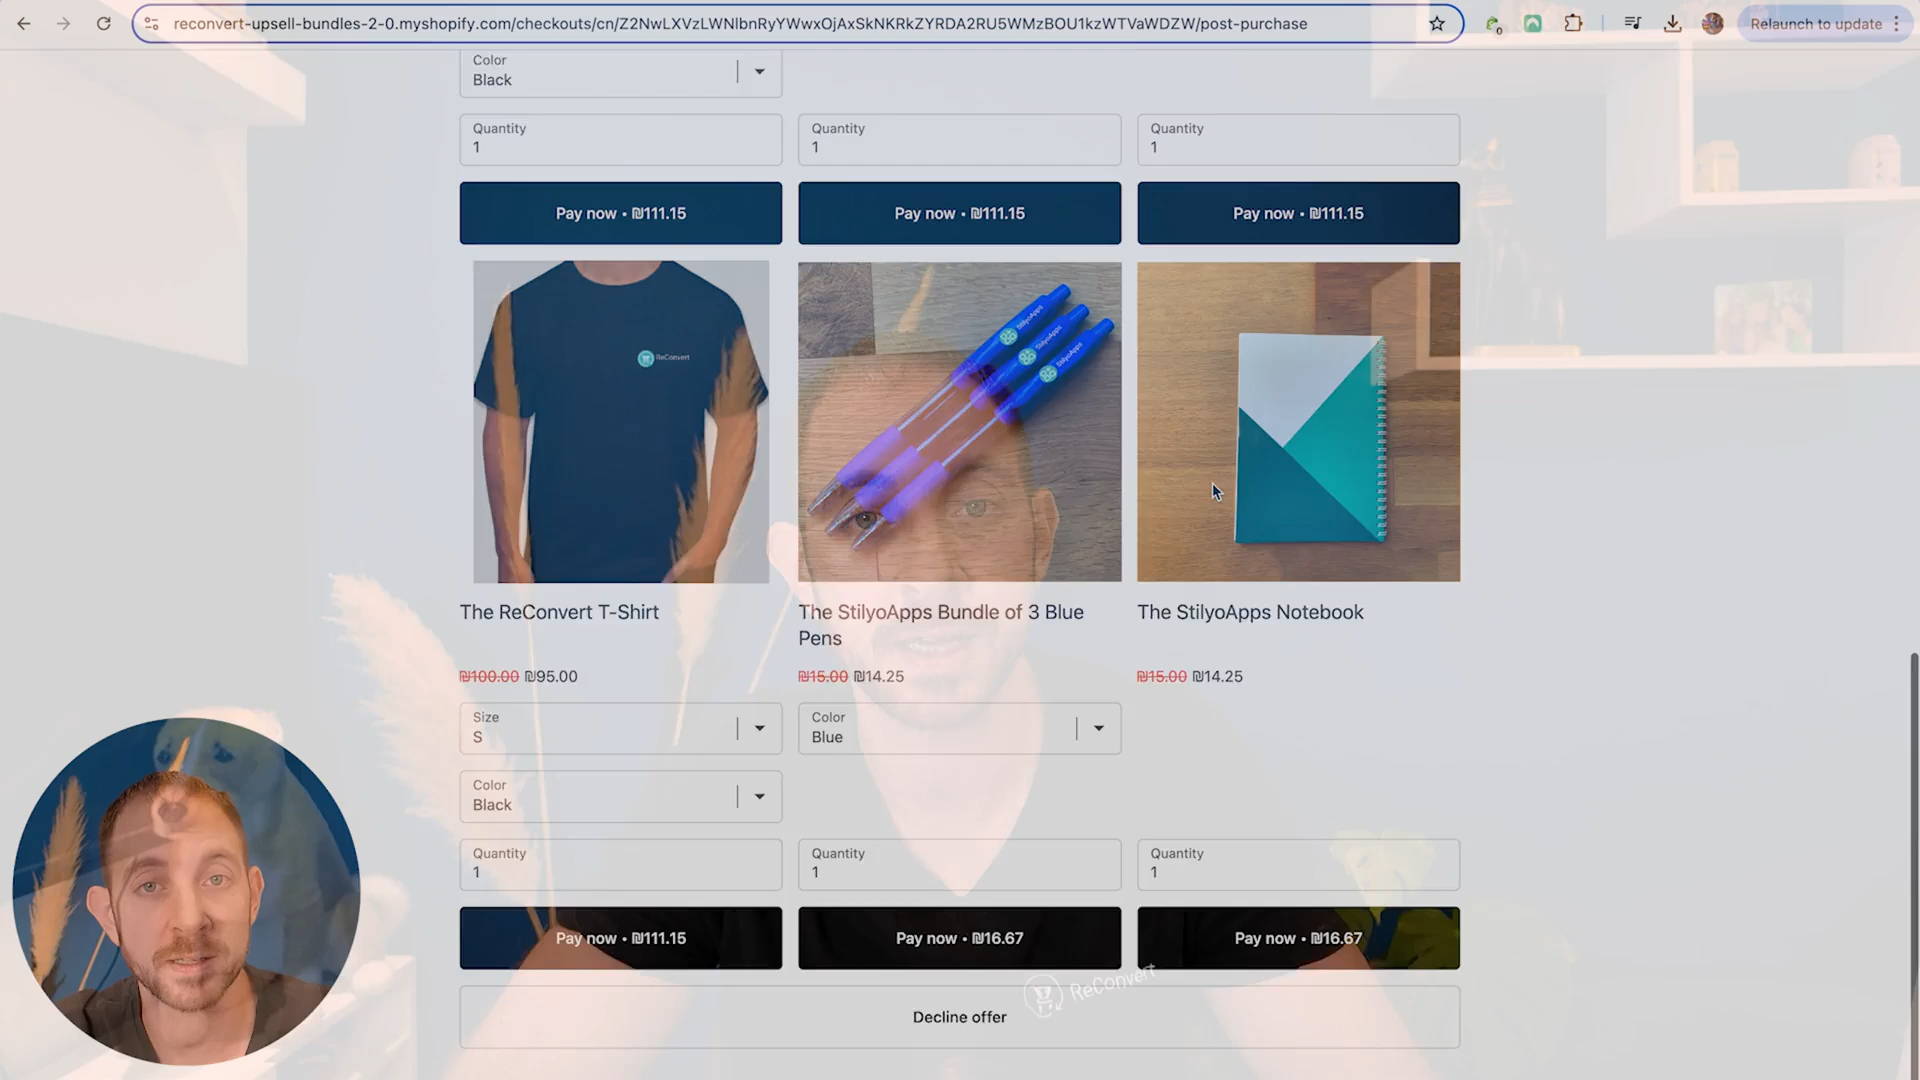 reconvert-upsell-bundles-2-0.myshopify.com/checkouts/cn/Z2NwLXVzLWNlbnRyYWwxOjAxSkNKRkZYRDA2RU5WMzBOU1kzWTVaWDZW/post-purchase
Relaunch to update
Color
Black
Quantity
1
Quantity
1
Quantity
1
Pay now • ₪111.15
Pay now • ₪111.15
Pay now • ₪111.15
ReConvert
StilyoApps
StilyoApps
StilyoApps
The ReConvert T-Shirt
The StilyoApps Bundle of 3 Blue
Pens
The StilyoApps Notebook
₪100.00 ₪95.00
₪15.00 ₪14.25
₪15.00 ₪14.25
Size
S
Color
Blue
Color
Black
Quantity
1
Quantity
1
Quantity
1
Pay now • ₪111.15
Pay now • ₪16.67
Pay now • ₪16.67
ReConvert
Decline offer